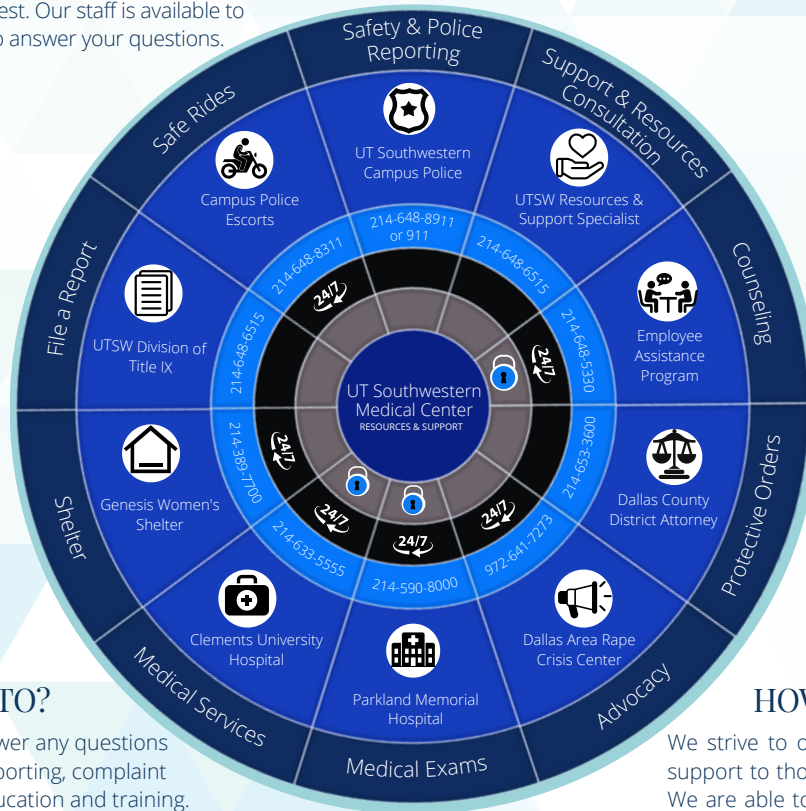 est. Our staff is available to
o answer your questions.
Safety & Police
Reporting
Support & Resources
Consultation
Counseling
Protective Orders
Advocacy
Medical Exams
Medical Services
Shelter
File a Report
Safe Rides
UT Southwestern
Campus Police
UTSW Resources &
Support Specialist
Employee
Assistance
Program
Dallas County
District Attorney
Dallas Area Rape
Crisis Center
Parkland Memorial
Hospital
Clements University
Hospital
Genesis Women's
Shelter
UTSW Division of
Title IX
Campus Police
Escorts
214-648-8911
or 911
214-648-6515
214-648-5330
214-653-3600
972-641-7273
214-590-8000
214-633-5555
214-389-7700
214-648-6515
214-648-8311
24/7
24/7
24/7
24/7
24/7
24/7
UT Southwestern
Medical Center
RESOURCES & SUPPORT
TO?
wer any questions
porting, complaint
ucation and training.
HOW
We strive to
support to tho
We are able to